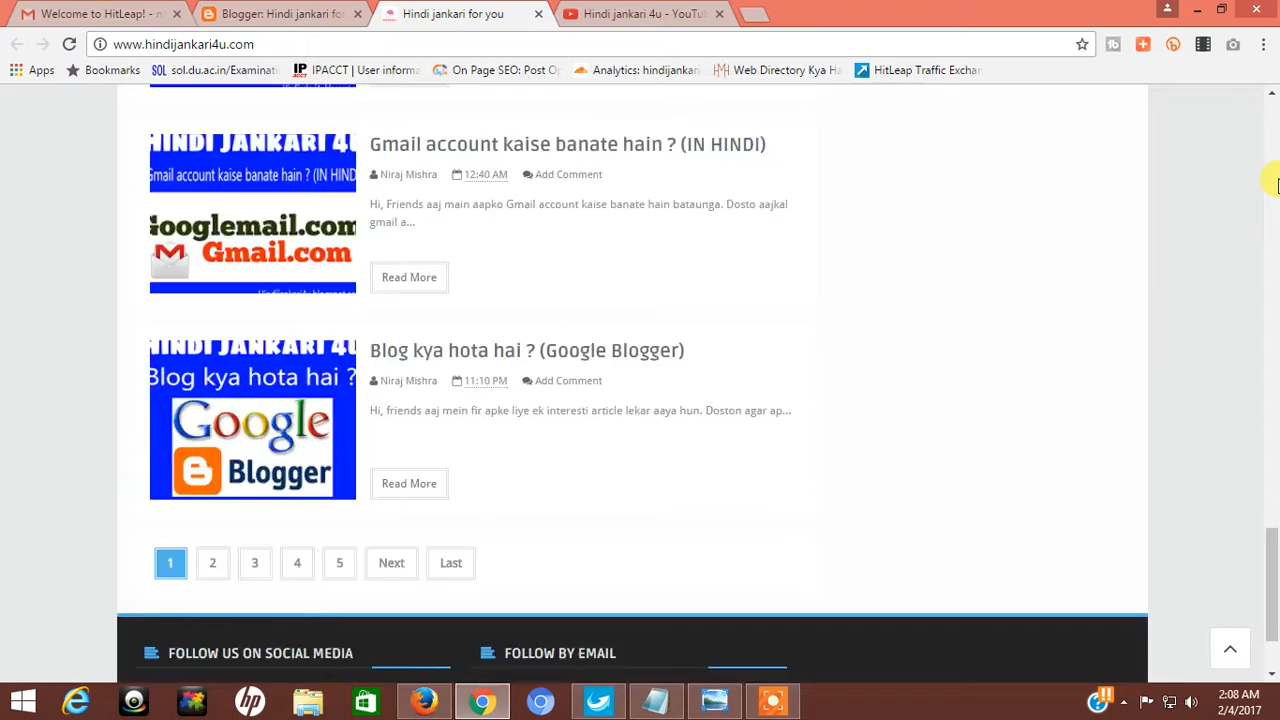 Welcome to HitLeap! - n
Blogger: Hindi jankari fo
Hindi jankari for you
Hindi jankari 4u - YouTu
www.hindijankari4u.com
Apps
Bookmarks
SOL sol.du.ac.in/Examinati
IPACCT | User informa
On Page SEO: Post Op
Analytics: hindijankari
Web Directory Kya Ha
HitLeap Traffic Exchan
HINDI JANKARI 4U
Gmail account kaise banate hain ? (IN HIND
Googlemail.com
Gmail.com
Gmail account kaise banate hain ? (IN HINDI)
Niraj Mishra 12:40 AM Add Comment
Hi, Friends aaj main aapko Gmail account kaise banate hain bataunga. Dosto aajkal
gmail a...
Read More
HINDI JANKARI 4U
Blog kya hota hai ?
Google
Blogger
Blog kya hota hai ? (Google Blogger)
Niraj Mishra 11:10 PM Add Comment
Hi, friends aaj mein fir apke liye ek interesti article lekar aaya hun. Doston agar ap...
Read More
1 2 3 4 5 Next Last
FOLLOW US ON SOCIAL MEDIA
FOLLOW BY EMAIL
hp
2:08 AM
2/4/2017